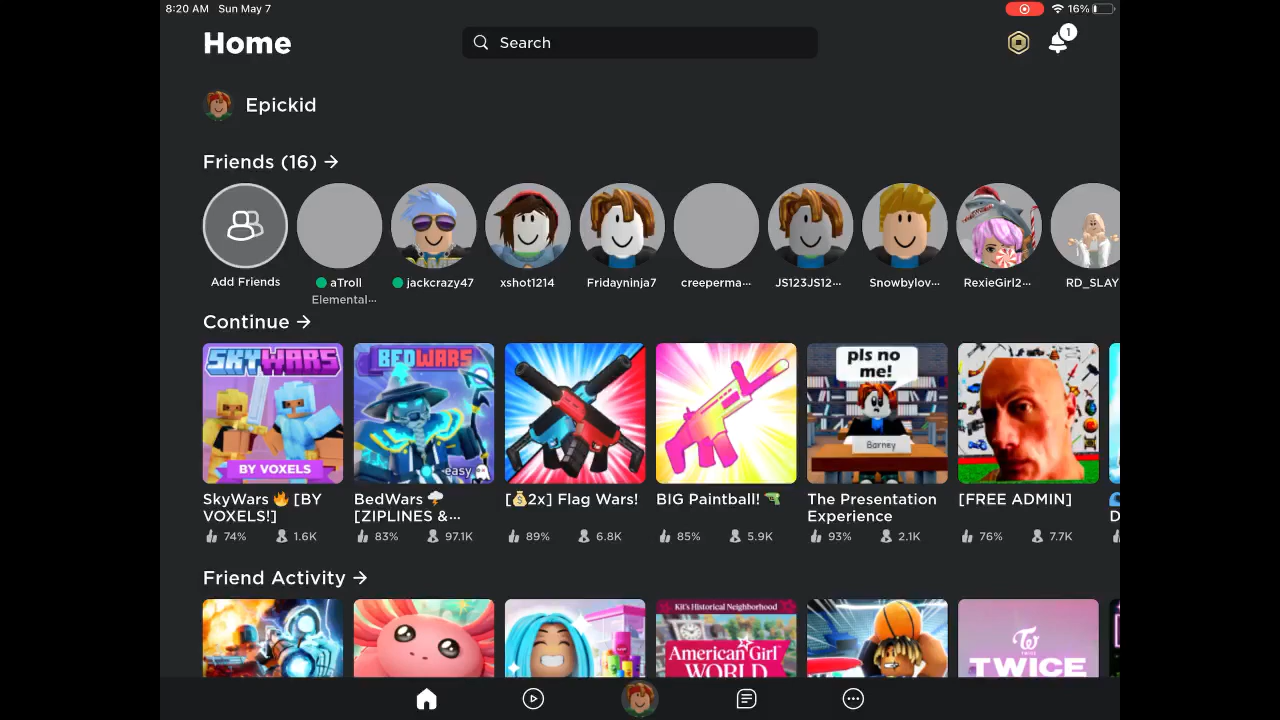 8:20 AM Sun May 7
16%
Home
Search
1
Epickid
Friends (16) →
Add Friends
aTroll
Elemental...
jackcrazy47
xshot1214
Fridayninja7
creeperma...
JS123JS12...
Snowbylov...
RexieGirl2...
RD_SLAY
Continue →
SKYWARS
BY VOXELS
BEDWARS
easy
pls no
me!
Barney
SkyWars 🔥 [BY
VOXELS!]
BedWars 🌩️
[ZIPLINES &...
[💰2x] Flag Wars!
BIG Paintball! 🔫
The Presentation
Experience
[FREE ADMIN]
D
74% 1.6K
83% 97.1K
89% 6.8K
85% 5.9K
93% 2.1K
76% 7.7K
Friend Activity →
Kit's Historical Neighborhood
American Girl
WORLD
TWICE
TWICE